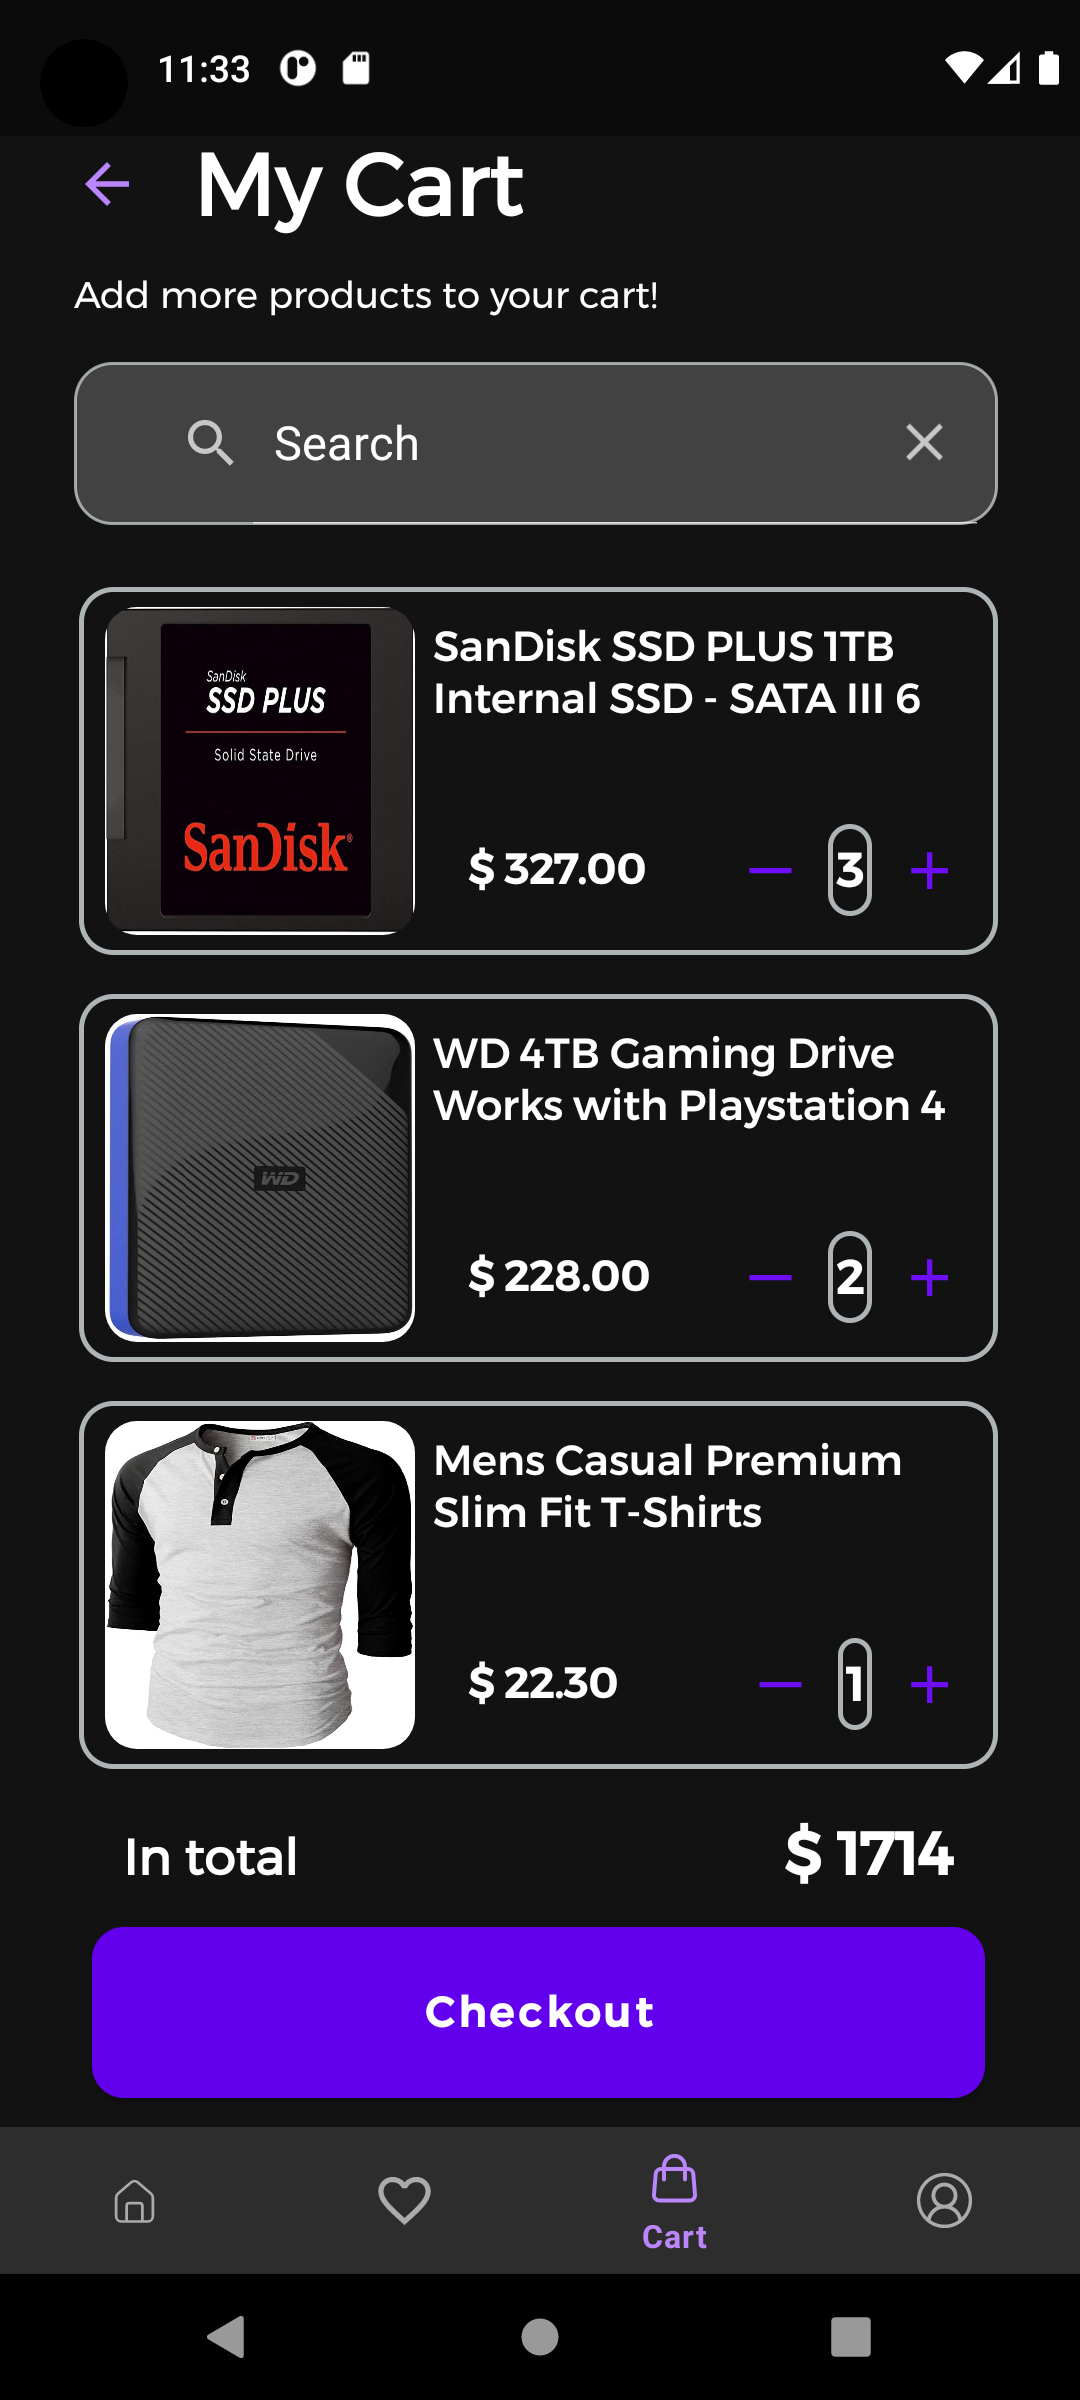 11:33
My Cart
Add more products to your cart!
Search
SanDisk
SSD PLUS
Solid State Drive
SanDisk®
SanDisk SSD PLUS 1TB
Internal SSD - SATA III 6
$ 327.00
3
WD
WD 4TB Gaming Drive
Works with Playstation 4
$ 228.00
2
Mens Casual Premium
Slim Fit T-Shirts
$ 22.30
1
In total
$ 1714
Checkout
Cart